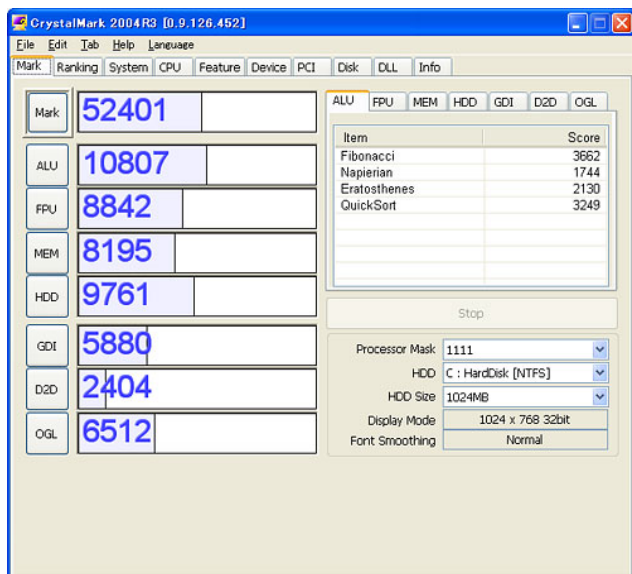 CrystalMark 2004R3 [0.9.126.452]
File Edit Tab Help Language
Mark Ranking System CPU Feature Device PCI Disk DLL Info
Mark 52401
ALU 10807
FPU 8842
MEM 8195
HDD 9761
GDI 5880
D2D 2404
OGL 6512
ALU FPU MEM HDD GDI D2D OGL
Item Score
Fibonacci 3662
Napierian 1744
Eratosthenes 2130
QuickSort 3249
Stop
Processor Mask 1111
HDD C : HardDisk [NTFS]
HDD Size 1024MB
Display Mode 1024 x 768 32bit
Font Smoothing Normal